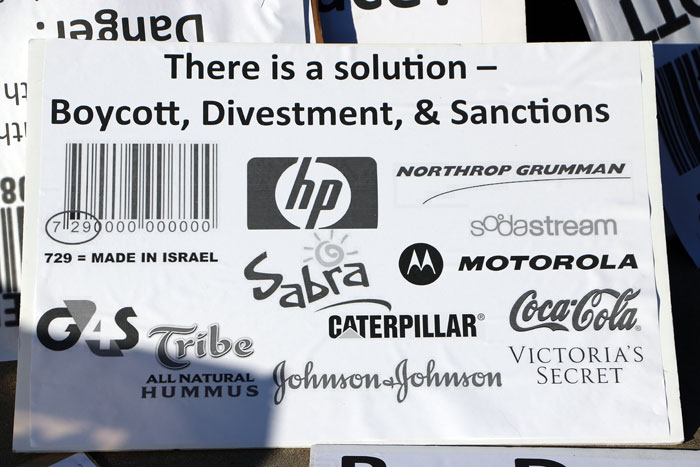 Danger:
There is a solution –
Boycott, Divestment, & Sanctions
7 290000 000000
729 = MADE IN ISRAEL
hp
NORTHROP GRUMMAN
sodastream
Sabra
MOTOROLA
G4S
Tribe
ALL NATURAL
HUMMUS
CATERPILLAR®
Coca-Cola®
Johnson & Johnson
VICTORIA'S
SECRET